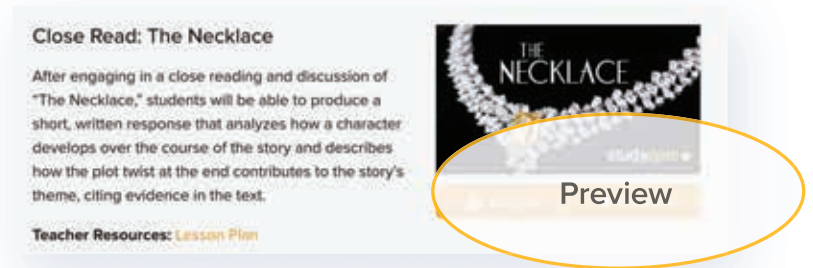 Close Read: The Necklace
After engaging in a close reading and discussion of
"The Necklace," students will be able to produce a
short, written response that analyzes how a character
develops over the course of the story and describes
how the plot twist at the end contributes to the story's
theme, citing evidence in the text.
Teacher Resources: Lesson Plan
THE
NECKLACE
Preview